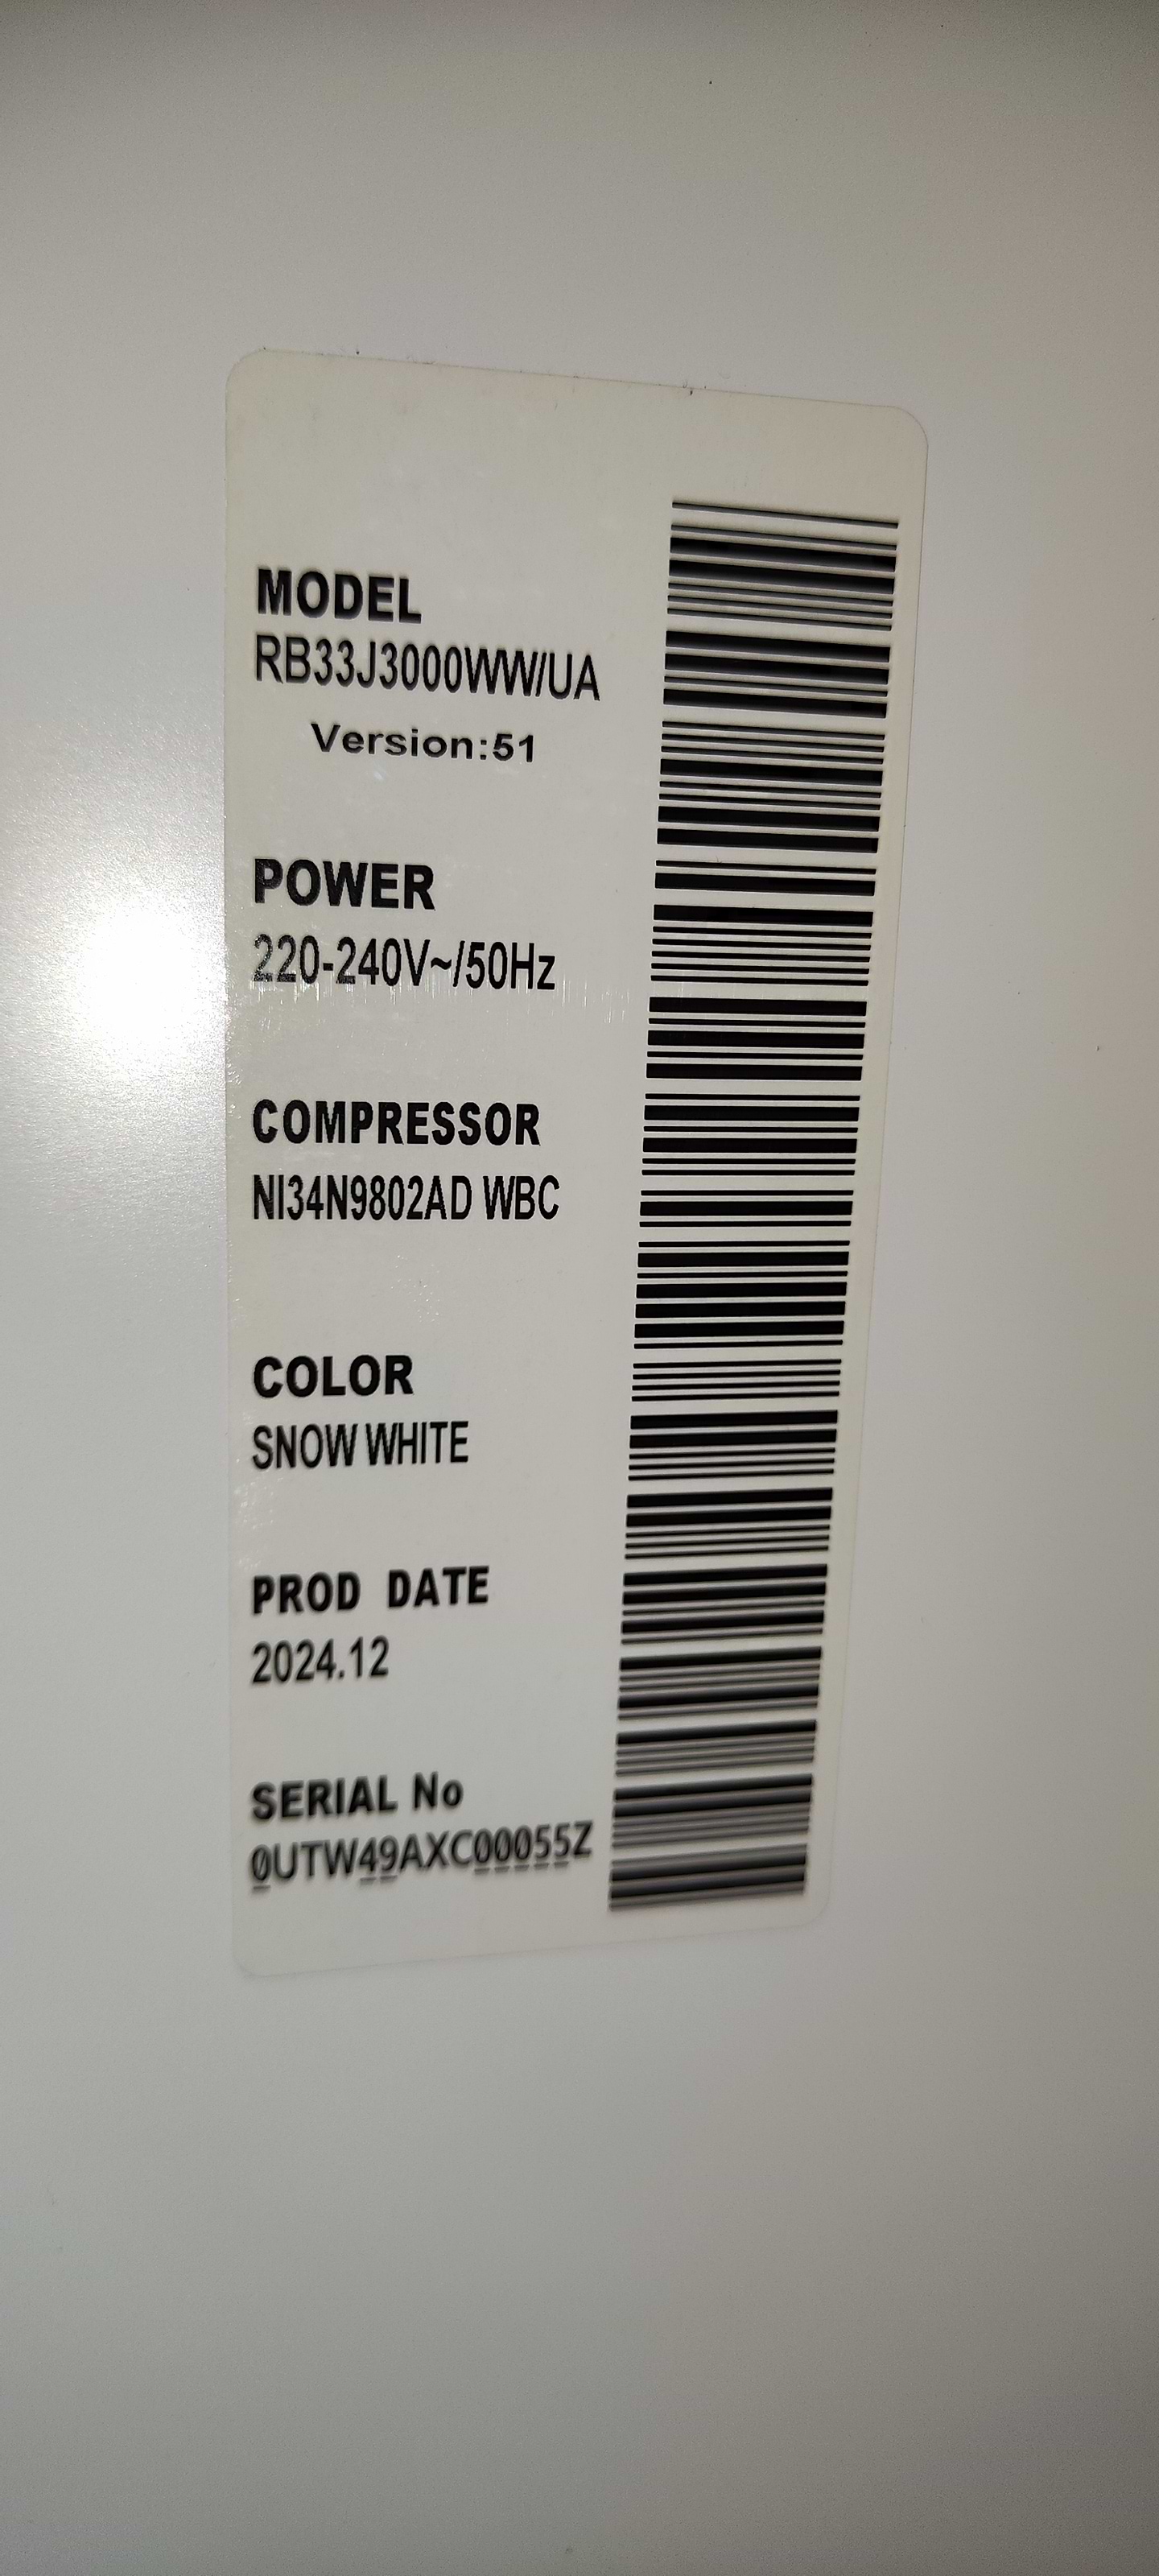 MODEL
RB33J3000WW/UA
Version:51
POWER
220-240V~/50Hz
COMPRESSOR
NI34N9802AD WBC
COLOR
SNOW WHITE
PROD DATE
2024.12
SERIAL No
0UTW49AXC00055Z